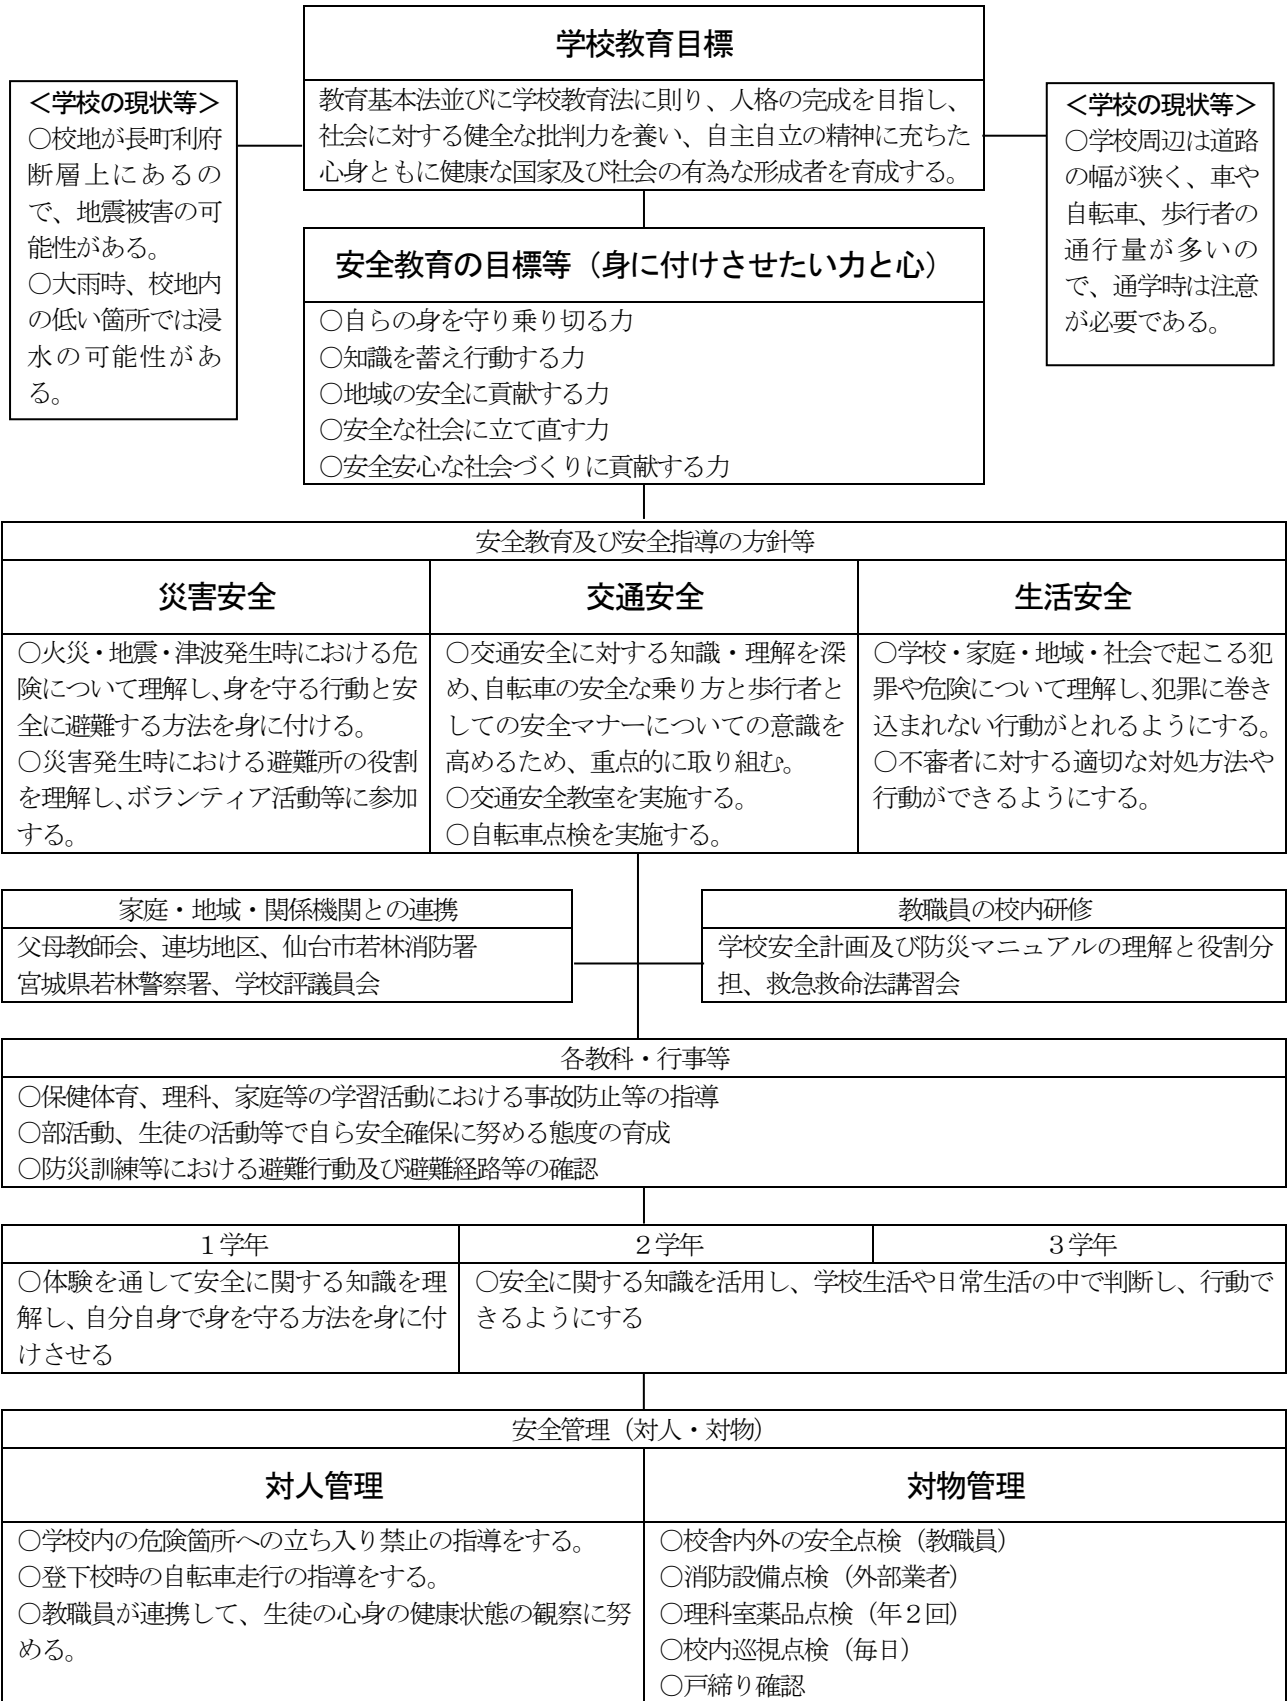 学校教育目標
教育基本法並びに学校教育法に則り、人格の完成を目指し、
社会に対する健全な批判力を養い、自主自立の精神に充ちた
心身ともに健康な国家及び社会の有為な形成者を育成する。
＜学校の現状等＞
○校地が長町利府
断層上にあるの
で、地震被害の可
能性がある。
○大雨時、校地内
の低い箇所では浸
水の可能性があ
る。
＜学校の現状等＞
○学校周辺は道路
の幅が狭く、車や
自転車、歩行者の
通行量が多いの
で、通学時は注意
が必要である。
安全教育の目標等（身に付けさせたい力と心）
○自らの身を守り乗り切る力
○知識を蓄え行動する力
○地域の安全に貢献する力
○安全な社会に立て直す力
○安全安心な社会づくりに貢献する力
安全教育及び安全指導の方針等
災害安全
○火災・地震・津波発生時における危
険について理解し、身を守る行動と安
全に避難する方法を身に付ける。
○災害発生時における避難所の役割
を理解し、ボランティア活動等に参加
する。
交通安全
○交通安全に対する知識・理解を深
め、自転車の安全な乗り方と歩行者と
しての安全マナーについての意識を
高めるため、重点的に取り組む。
○交通安全教室を実施する。
○自転車点検を実施する。
生活安全
○学校・家庭・地域・社会で起こる犯
罪や危険について理解し、犯罪に巻き
込まれない行動がとれるようにする。
○不審者に対する適切な対処方法や
行動ができるようにする。
家庭・地域・関係機関との連携
父母教師会、連坊地区、仙台市若林消防署
宮城県若林警察署、学校評議員会
教職員の校内研修
学校安全計画及び防災マニュアルの理解と役割分
担、救急救命法講習会
各教科・行事等
○保健体育、理科、家庭等の学習活動における事故防止等の指導
○部活動、生徒の活動等で自ら安全確保に努める態度の育成
○防災訓練等における避難行動及び避難経路等の確認
１学年
○体験を通して安全に関する知識を理
解し、自分自身で身を守る方法を身に付
けさせる
２学年
３学年
○安全に関する知識を活用し、学校生活や日常生活の中で判断し、行動で
きるようにする
安全管理（対人・対物）
対人管理
○学校内の危険箇所への立ち入り禁止の指導をする。
○登下校時の自転車走行の指導をする。
○教職員が連携して、生徒の心身の健康状態の観察に努
める。
対物管理
○校舎内外の安全点検（教職員）
○消防設備点検（外部業者）
○理科室薬品点検（年２回）
○校内巡視点検（毎日）
○戸締り確認